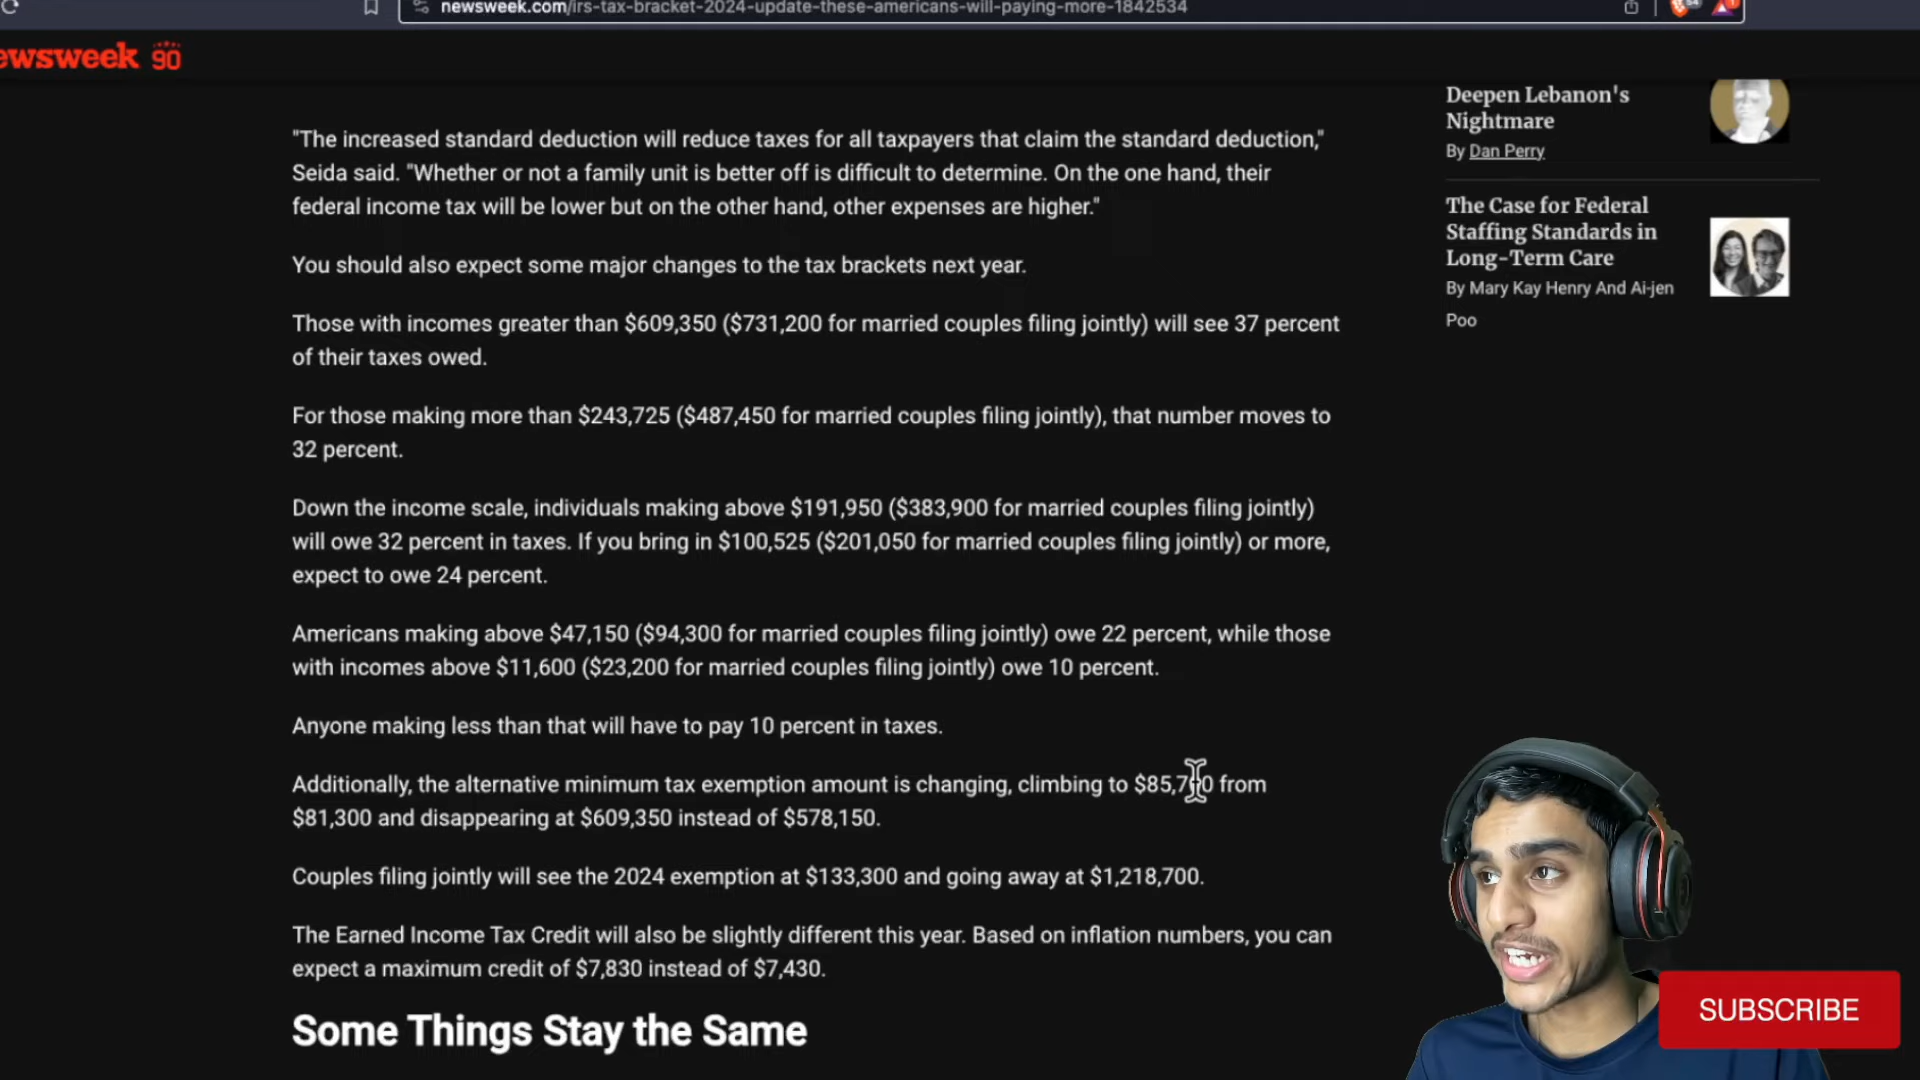 newsweek.com/irs-tax-bracket-2024-update-these-americans-will-paying-more-1842534
ewsweek 90
"The increased standard deduction will reduce taxes for all taxpayers that claim the standard deduction,"
Seida said. "Whether or not a family unit is better off is difficult to determine. On the one hand, their
federal income tax will be lower but on the other hand, other expenses are higher."
You should also expect some major changes to the tax brackets next year.
Those with incomes greater than $609,350 ($731,200 for married couples filing jointly) will see 37 percent
of their taxes owed.
For those making more than $243,725 ($487,450 for married couples filing jointly), that number moves to
32 percent.
Down the income scale, individuals making above $191,950 ($383,900 for married couples filing jointly)
will owe 32 percent in taxes. If you bring in $100,525 ($201,050 for married couples filing jointly) or more,
expect to owe 24 percent.
Americans making above $47,150 ($94,300 for married couples filing jointly) owe 22 percent, while those
with incomes above $11,600 ($23,200 for married couples filing jointly) owe 10 percent.
Anyone making less than that will have to pay 10 percent in taxes.
Additionally, the alternative minimum tax exemption amount is changing, climbing to from
$81,300 and disappearing at $609,350 instead of $578,150.
Couples filing jointly will see the 2024 exemption at $133,300 and going away at $1,218,700.
The Earned Income Tax Credit will also be slightly different this year. Based on inflation numbers, you can
expect a maximum credit of $7,830 instead of $7,430.
Some Things Stay the Same
Deepen Lebanon's
Nightmare
By Dan Perry
The Case for Federal
Staffing Standards in
Long-Term Care
By Mary Kay Henry And Ai-jen
Poo
SUBSCRIBE